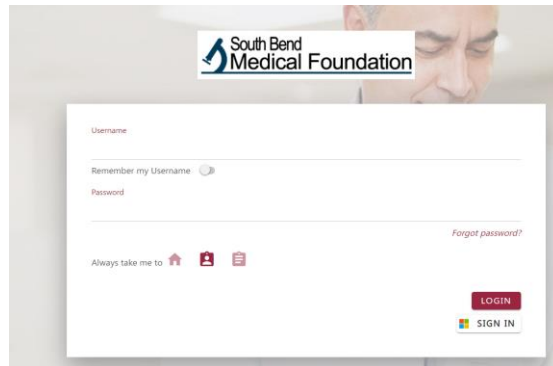 South Bend
Medical Foundation
Username
Remember my Username
Password
Forgot password?
Always take me to
LOGIN
SIGN IN